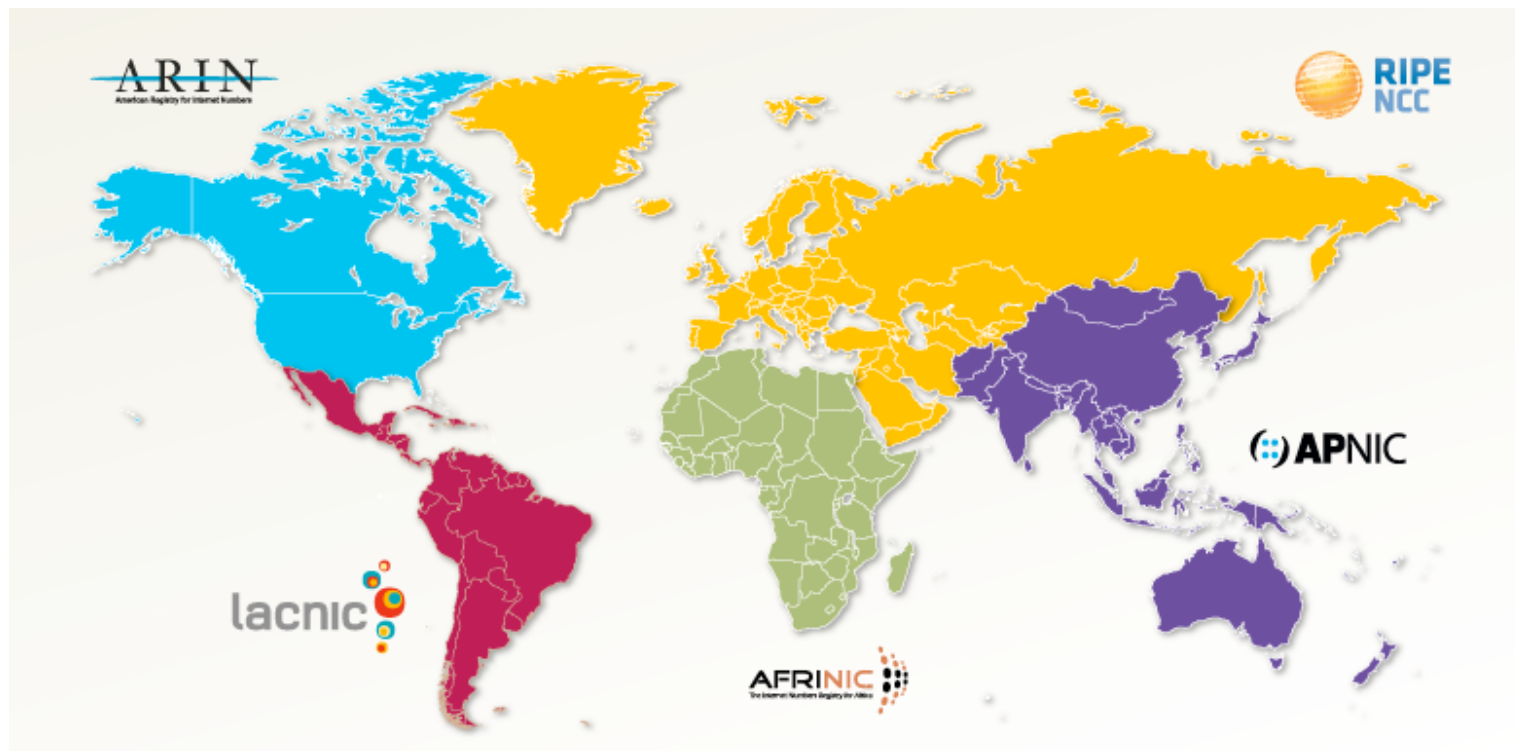 ARIN
American Registry for Internet Numbers
RIPE
NCC
APNIC
lacnic
AFRINIC
The Internet Numbers Registry for Africa